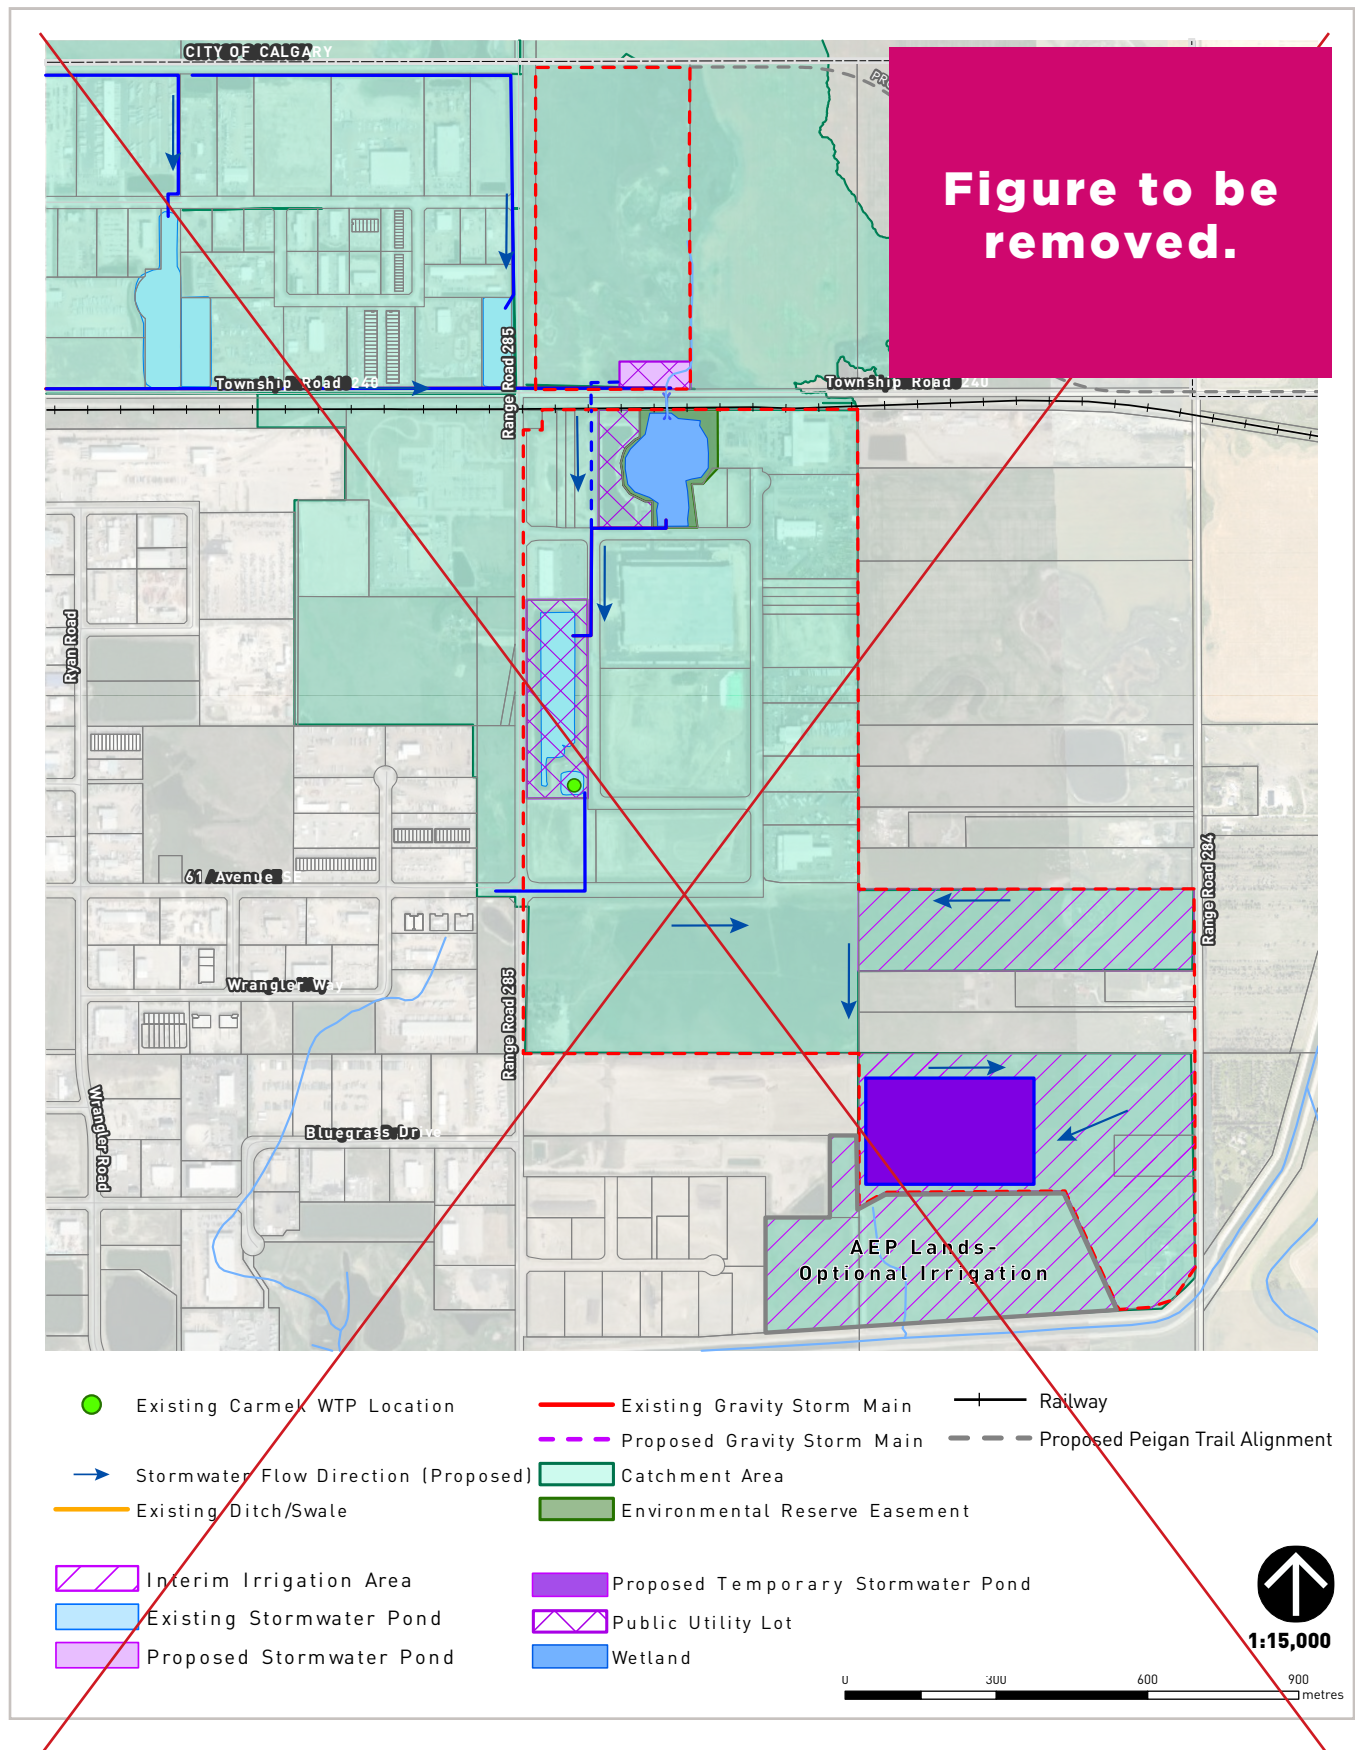 CITY OF CALGARY
Figure to be
removed.
Range Road 285
Township Road 240
Township Road 240
Ryan Road
61 Avenue SE
Range Road 284
Wrangler Way
Range Road 285
Wrangler Road
Bluegrass Drive
AEP Lands-
Optional Irrigation
Existing Carmek WTP Location
Existing Gravity Storm Main
Railway
Proposed Gravity Storm Main
Proposed Peigan Trail Alignment
Stormwater Flow Direction (Proposed)
Catchment Area
Existing Ditch/Swale
Environmental Reserve Easement
Interim Irrigation Area
Proposed Temporary Stormwater Pond
Existing Stormwater Pond
Public Utility Lot
Proposed Stormwater Pond
Wetland
1:15,000
0 300 600 900
metres